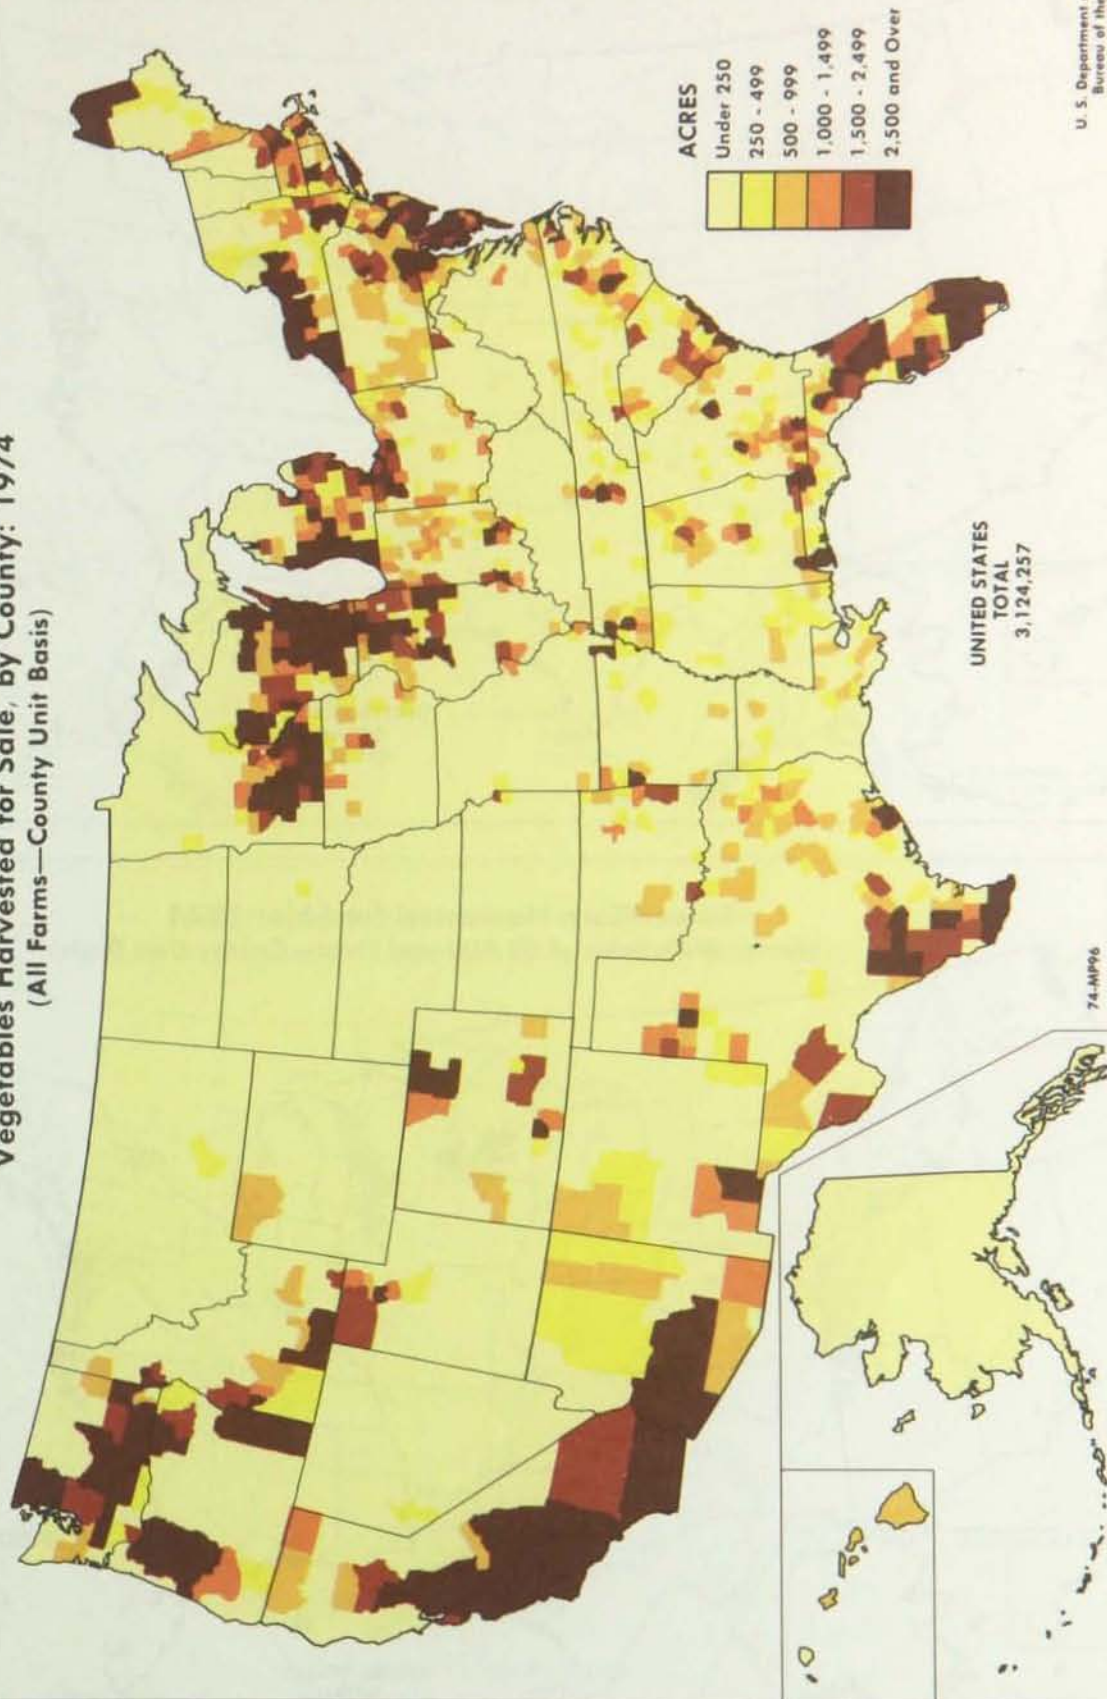 Vegetables Harvested for Sale, by County: 1974
(All Farms—County Unit Basis)
ACRES
Under 250
250 - 499
500 - 999
1,000 - 1,499
1,500 - 2,499
2,500 and Over
UNITED STATES
TOTAL
3,124,257
74-MP96
U. S. Department
Bureau of the